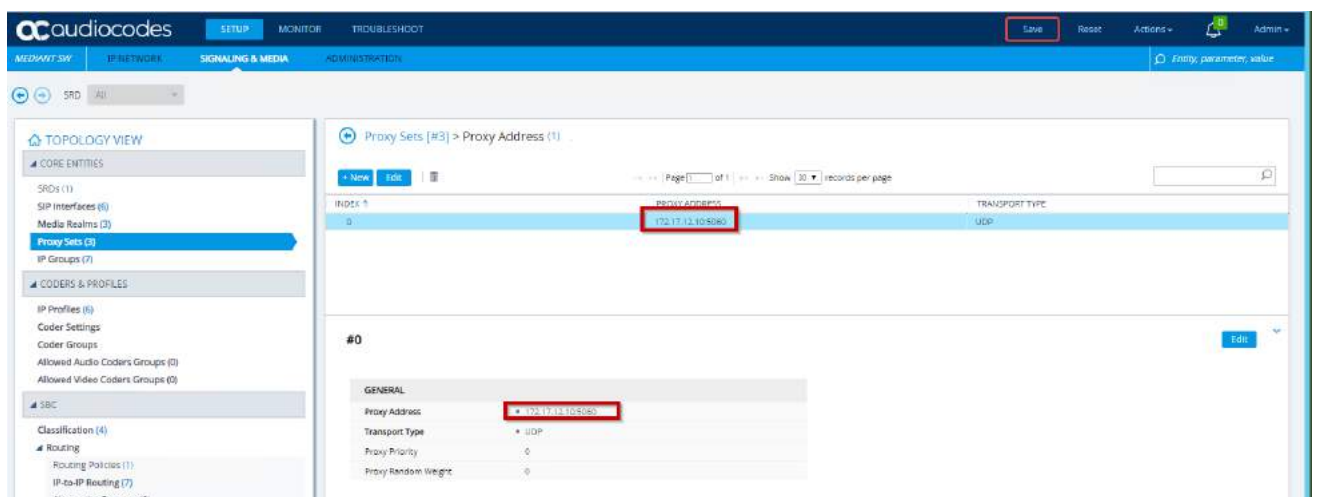 audiocodes SETUP MONITOR TROUBLESHOOT Save Reset Actions 0 Admin
MEDIANT SW IP NETWORK SIGNALING & MEDIA ADMINISTRATION Entity, parameter, value
SRD All
TOPOLOGY VIEW
CORE ENTITIES
SRDs (1)
SIP Interfaces (6)
Media Realms (3)
Proxy Sets (3)
IP Groups (7)
CODERS & PROFILES
IP Profiles (6)
Coder Settings
Coder Groups
Allowed Audio Coders Groups (0)
Allowed Video Coders Groups (0)
SBC
Classification (4)
Routing
Routing Policies (1)
IP-to-IP Routing (7)
Proxy Sets [#3] > Proxy Address (1)
+ New Edit Page 1 of 1 Show 10 records per page
INDEX PROXY ADDRESS TRANSPORT TYPE
0 172.17.12.10:5060 UDP
#0 Edit
GENERAL
Proxy Address 172.17.12.10:5060
Transport Type UDP
Proxy Priority 0
Proxy Random Weight 0